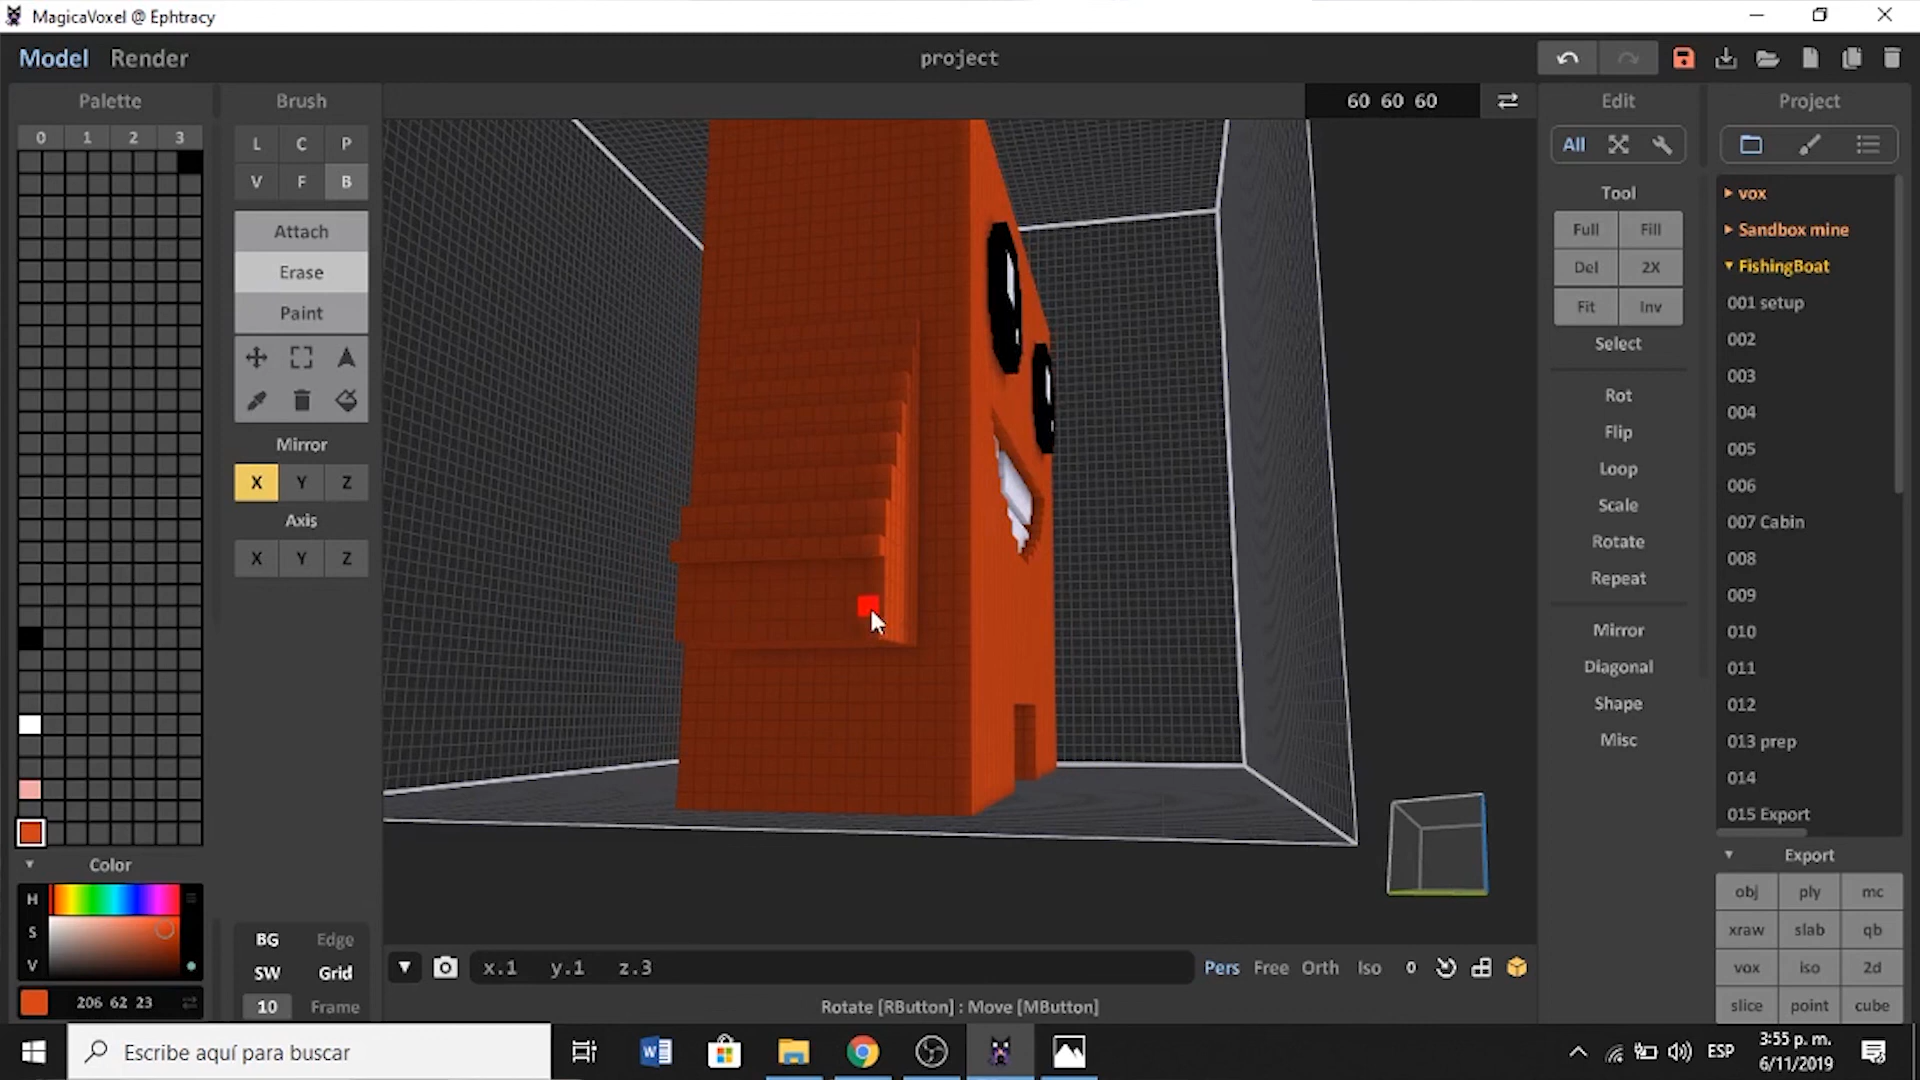 MagicaVoxel @ Ephtracy
Model Render
project
Palette
0 1 2 3
Color
H
S
V
206 62 23
Brush
L C P
V F B
Attach
Erase
Paint
Mirror
X Y Z
Axis
X Y Z
BG Edge
SW Grid
10 Frame
60 60 60
x.1 y.1 z.3
Pers Free Orth Iso 0
Rotate [RButton] : Move [MButton]
Edit
All
Tool
Full Fill
Del 2X
Fit Inv
Select
Rot
Flip
Loop
Scale
Rotate
Repeat
Mirror
Diagonal
Shape
Misc
Project
vox
Sandbox mine
FishingBoat
001 setup
002
003
004
005
006
007 Cabin
008
009
010
011
012
013 prep
014
015 Export
Export
obj ply mc
xraw slab qb
vox iso 2d
slice point cube
Escribe aquí para buscar
ESP
3:55 p. m.
6/11/2019